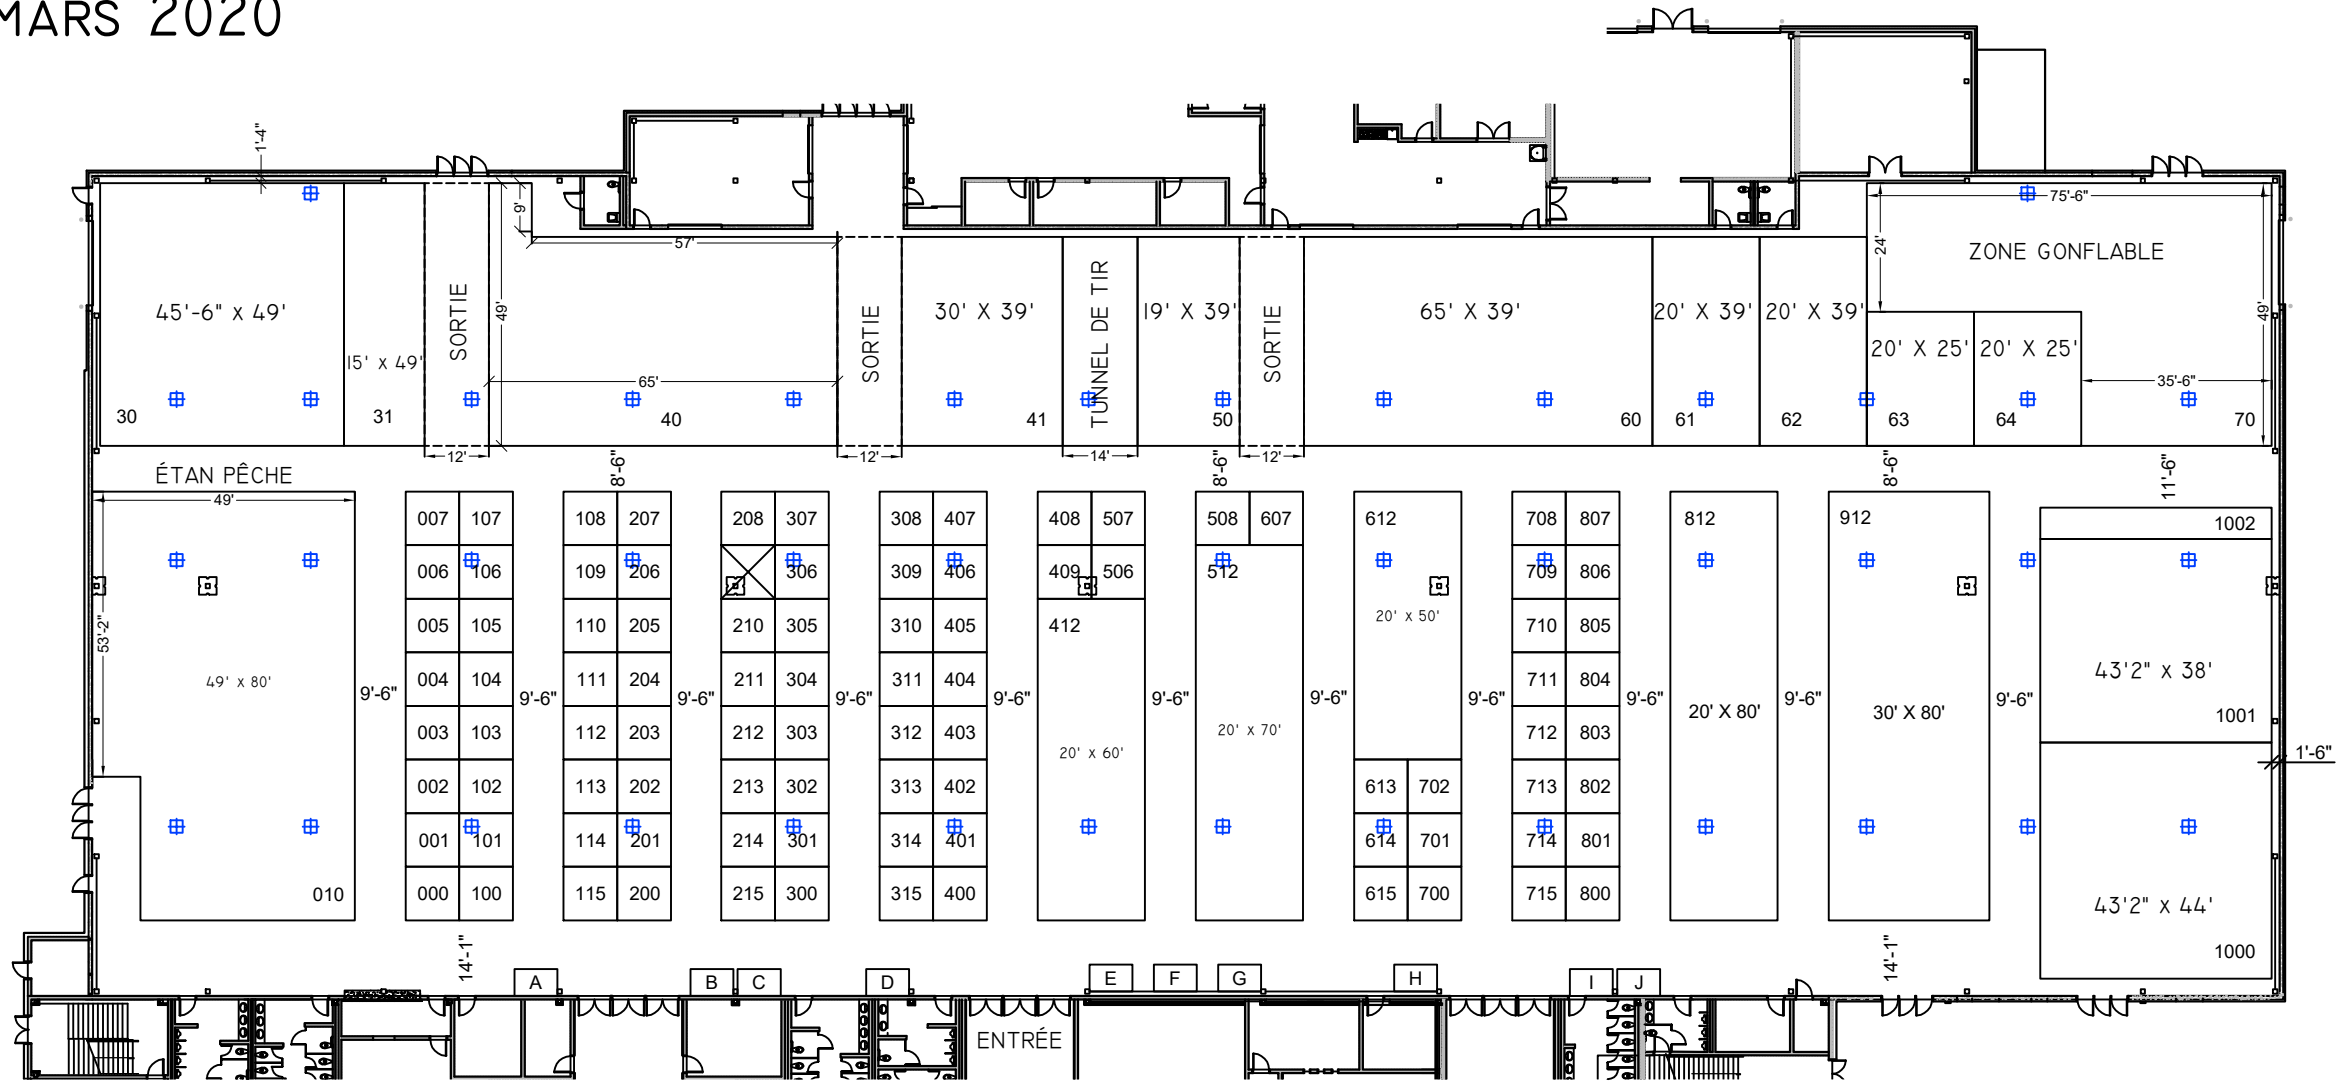 MARS 2020
1'-4"
9'
57'
75'-6"
24'
ZONE GONFLABLE
45'-6" X 49'
15' X 49'
SORTIE
49'
65'
SORTIE
30' X 39'
TUNNEL DE TIR
19' X 39'
SORTIE
65' X 39'
20' X 39'
20' X 39'
20' X 25'
20' X 25'
49'
35'-6"
30
31
40
41
50
60
61
62
63
64
70
12'
12'
14'
12'
8'-6"
8'-6"
8'-6"
11'-6"
ÉTAN PÊCHE
49'
53'-2"
49' X 80'
010
007 107 108 207 208 307 308 407 408 507 508 607 612 708 807 812 912 1002
006 106 109 206 306 309 406 409 506 512 709 806
005 105 110 205 210 305 310 405 412 20' X 50' 710 805
004 104 111 204 211 304 311 404 711 804 43'2" X 38'
9'-6" 9'-6" 9'-6" 9'-6" 9'-6" 9'-6" 9'-6" 9'-6" 9'-6" 9'-6" 9'-6"
20' X 80' 30' X 80' 1001
003 103 112 203 212 303 312 403 20' X 60' 20' X 70' 712 803
1'-6"
002 102 113 202 213 302 313 402 613 702 713 802
001 101 114 201 214 301 314 401 614 701 714 801
000 100 115 200 215 300 315 400 615 700 715 800
43'2" X 44'
1000
14'-1"
14'-1"
A B C D E F G H I J
ENTRÉE